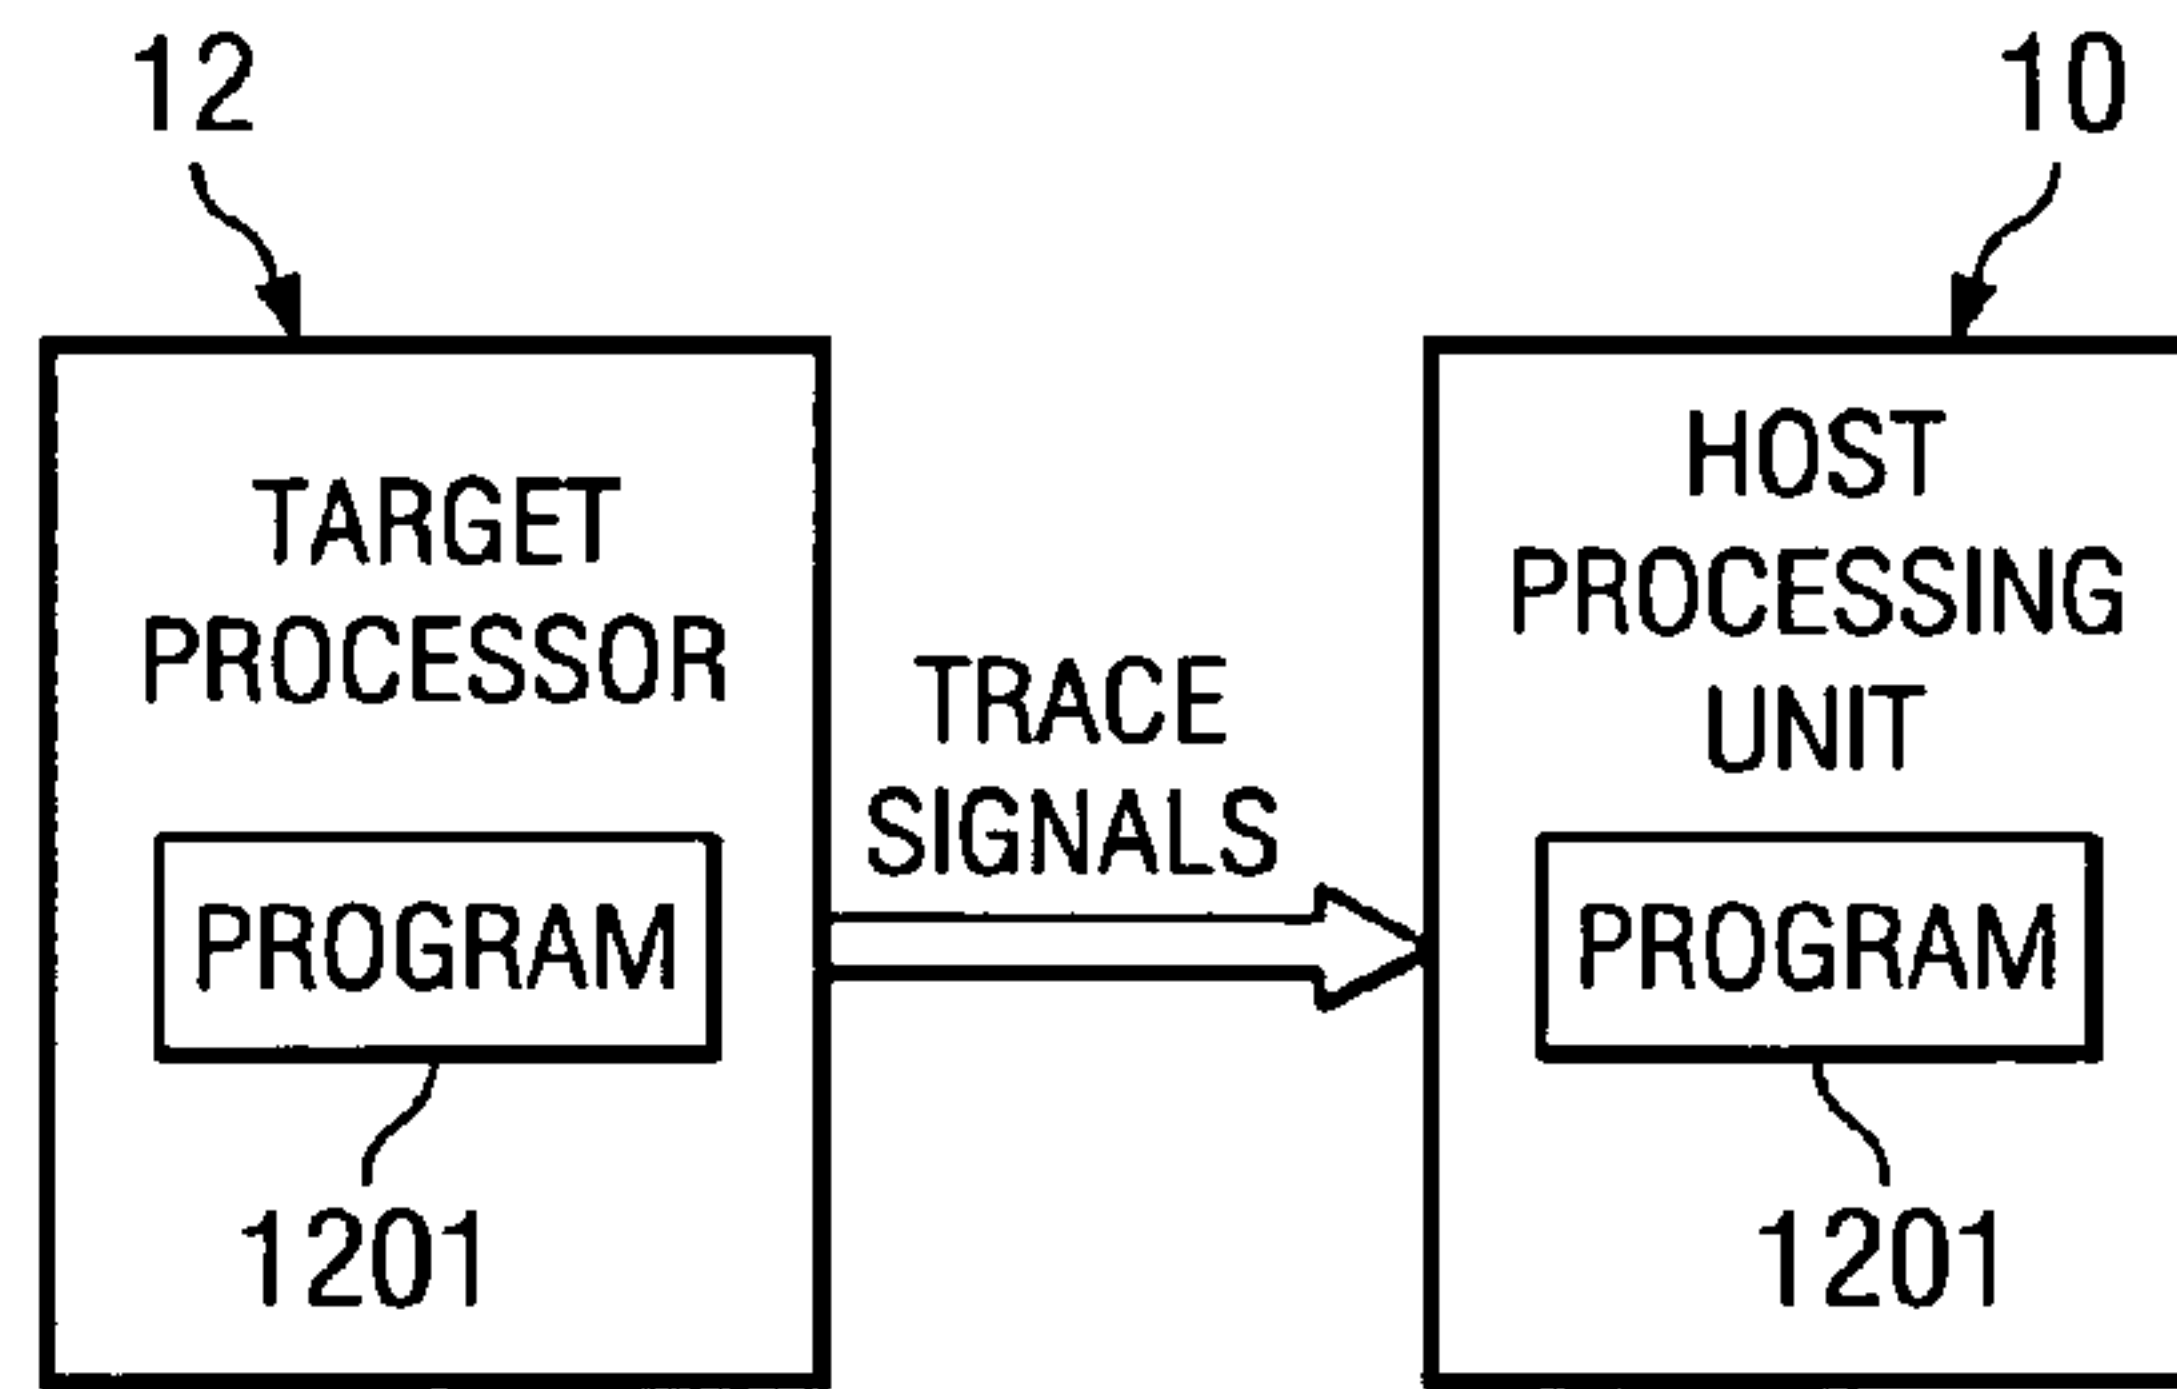 12
10
TARGET
PROCESSOR
PROGRAM
1201
TRACE
SIGNALS
HOST
PROCESSING
UNIT
PROGRAM
1201